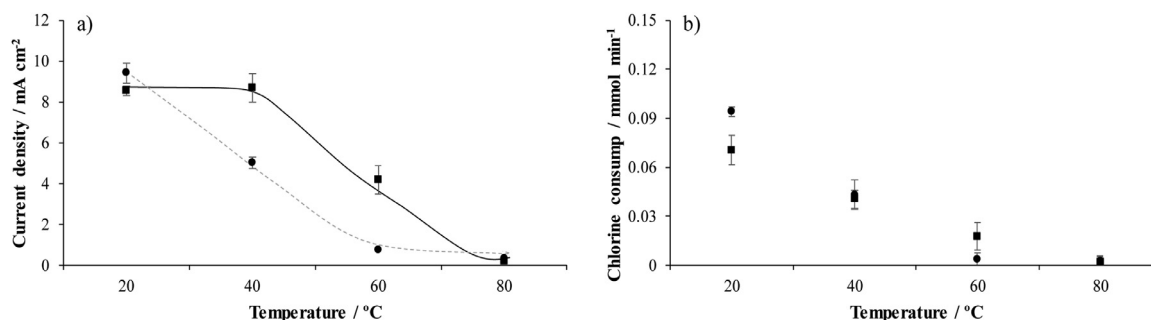 a)
12
10
8
6
4
2
0
Current density / mA cm⁻²
20 40 60 80
Temperature / ºC
b)
0.15
0.12
0.09
0.06
0.03
0
Chlorine consump / mmol min⁻¹
20 40 60 80
Temperature / ºC